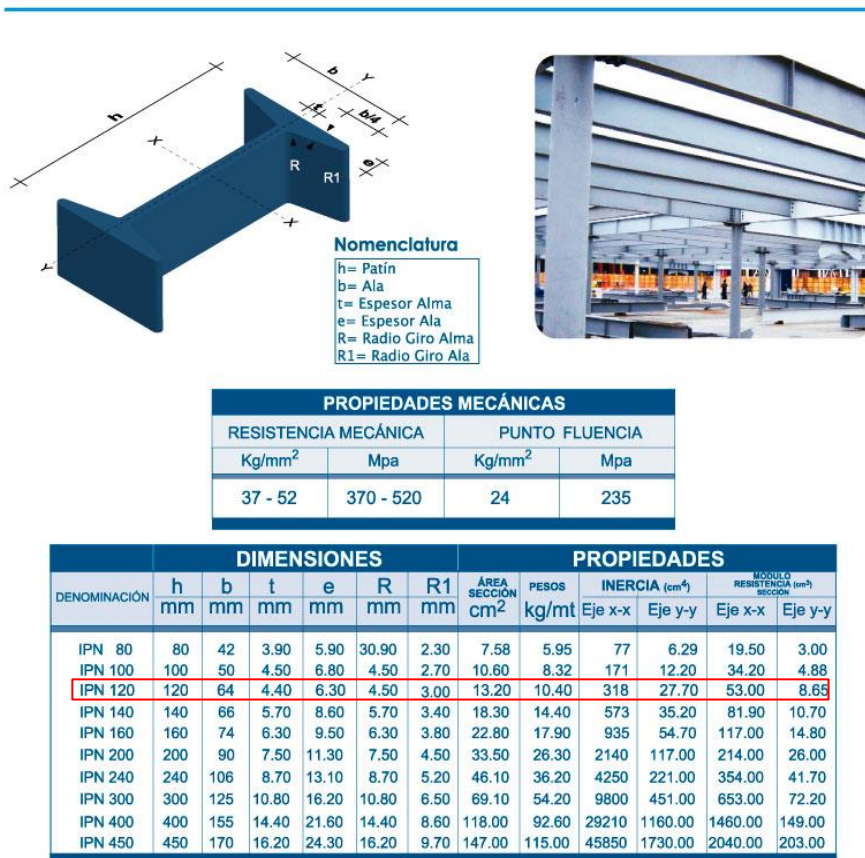 h
b
Y
t
b/4
X
e
R
R1
X
Y
Nomenclatura
h= Patín
b= Ala
t= Espesor Alma
e= Espesor Ala
R= Radio Giro Alma
R1= Radio Giro Ala
PROPIEDADES MECÁNICAS
RESISTENCIA MECÁNICA PUNTO FLUENCIA
Kg/mm² Mpa Kg/mm² Mpa
37 - 52 370 - 520 24 235
DIMENSIONES PROPIEDADES
DENOMINACIÓN h mm b mm t mm e mm R mm R1 mm ÁREA SECCIÓN cm² PESOS kg/mt INERCIA (cm⁴) Eje x-x Eje y-y MODULO RESISTENCIA (cm³) SECCIÓN Eje x-x Eje y-y
IPN 80 80 42 3.90 5.90 30.90 2.30 7.58 5.95 77 6.29 19.50 3.00
IPN 100 100 50 4.50 6.80 4.50 2.70 10.60 8.32 171 12.20 34.20 4.88
IPN 120 120 64 4.40 6.30 4.50 3.00 13.20 10.40 318 27.70 53.00 8.65
IPN 140 140 66 5.70 8.60 5.70 3.40 18.30 14.40 573 35.20 81.90 10.70
IPN 160 160 74 6.30 9.50 6.30 3.80 22.80 17.90 935 54.70 117.00 14.80
IPN 200 200 90 7.50 11.30 7.50 4.50 33.50 26.30 2140 117.00 214.00 26.00
IPN 240 240 106 8.70 13.10 8.70 5.20 46.10 36.20 4250 221.00 354.00 41.70
IPN 300 300 125 10.80 16.20 10.80 6.50 69.10 54.20 9800 451.00 653.00 72.20
IPN 400 400 155 14.40 21.60 14.40 8.60 118.00 92.60 29210 1160.00 1460.00 149.00
IPN 450 450 170 16.20 24.30 16.20 9.70 147.00 115.00 45850 1730.00 2040.00 203.00